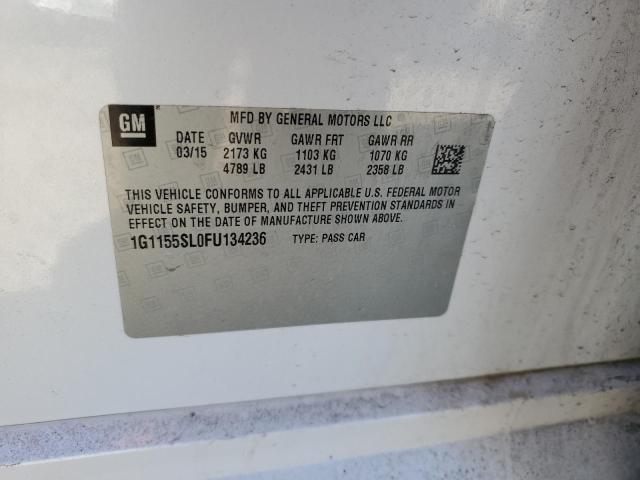 GM
MFD BY GENERAL MOTORS LLC
DATE GVWR GAWR FRT GAWR RR
03/15 2173 KG 1103 KG 1070 KG
4789 LB 2431 LB 2358 LB
THIS VEHICLE CONFORMS TO ALL APPLICABLE U.S. FEDERAL MOTOR
VEHICLE SAFETY, BUMPER, AND THEFT PREVENTION STANDARDS IN
EFFECT ON THE DATE OF MANUFACTURE SHOWN ABOVE.
1G1155SL0FU134236 TYPE: PASS CAR